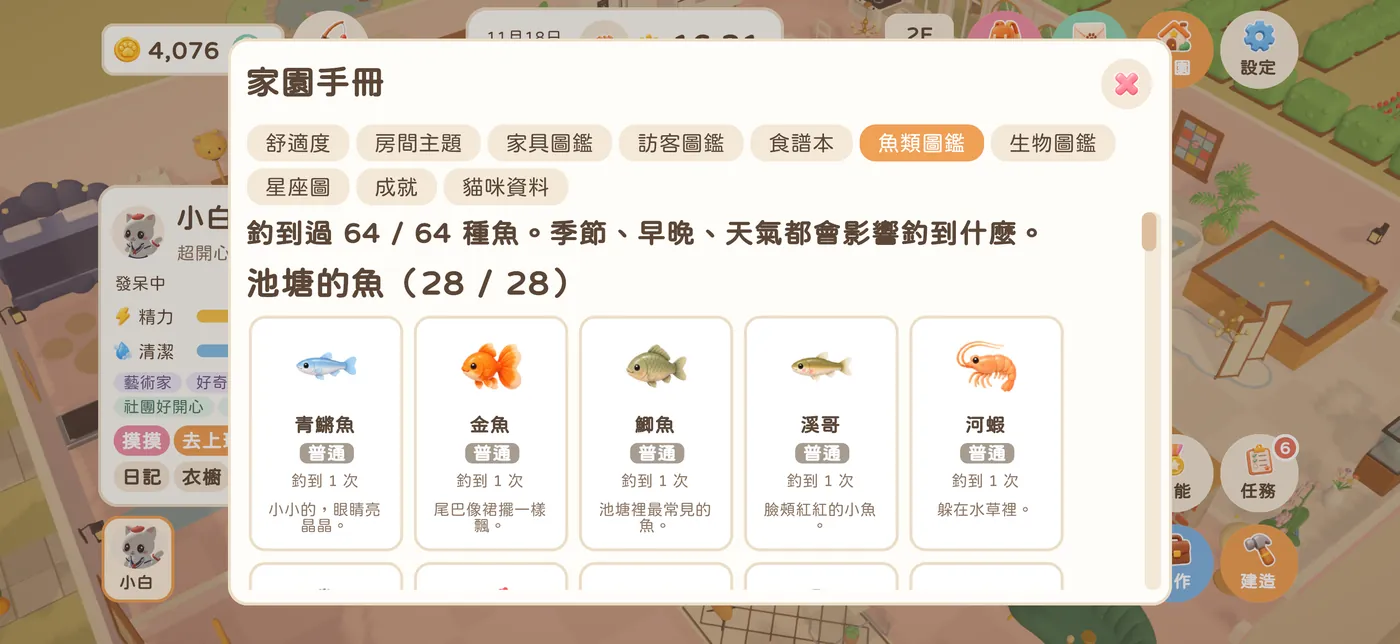 4,076
11月18日
2F
設定
家園手冊
舒適度
房間主題
家具圖鑑
訪客圖鑑
食譜本
魚類圖鑑
生物圖鑑
星座圖
成就
貓咪資料
釣到過 64 / 64 種魚。季節、早晚、天氣都會影響釣到什麼。
池塘的魚（28 / 28）
青鱂魚
普通
釣到 1 次
小小的，眼睛亮
晶晶。
金魚
普通
釣到 1 次
尾巴像裙擺一樣
飄。
鯽魚
普通
釣到 1 次
池塘裡最常見的
魚。
溪哥
普通
釣到 1 次
臉頰紅紅的小魚
。
河蝦
普通
釣到 1 次
躲在水草裡。
小白
超開心
發呆中
精力
清潔
藝術家
好奇
社團好開心
摸摸
去上
日記
衣櫥
小白
能
6
任務
作
建造
園